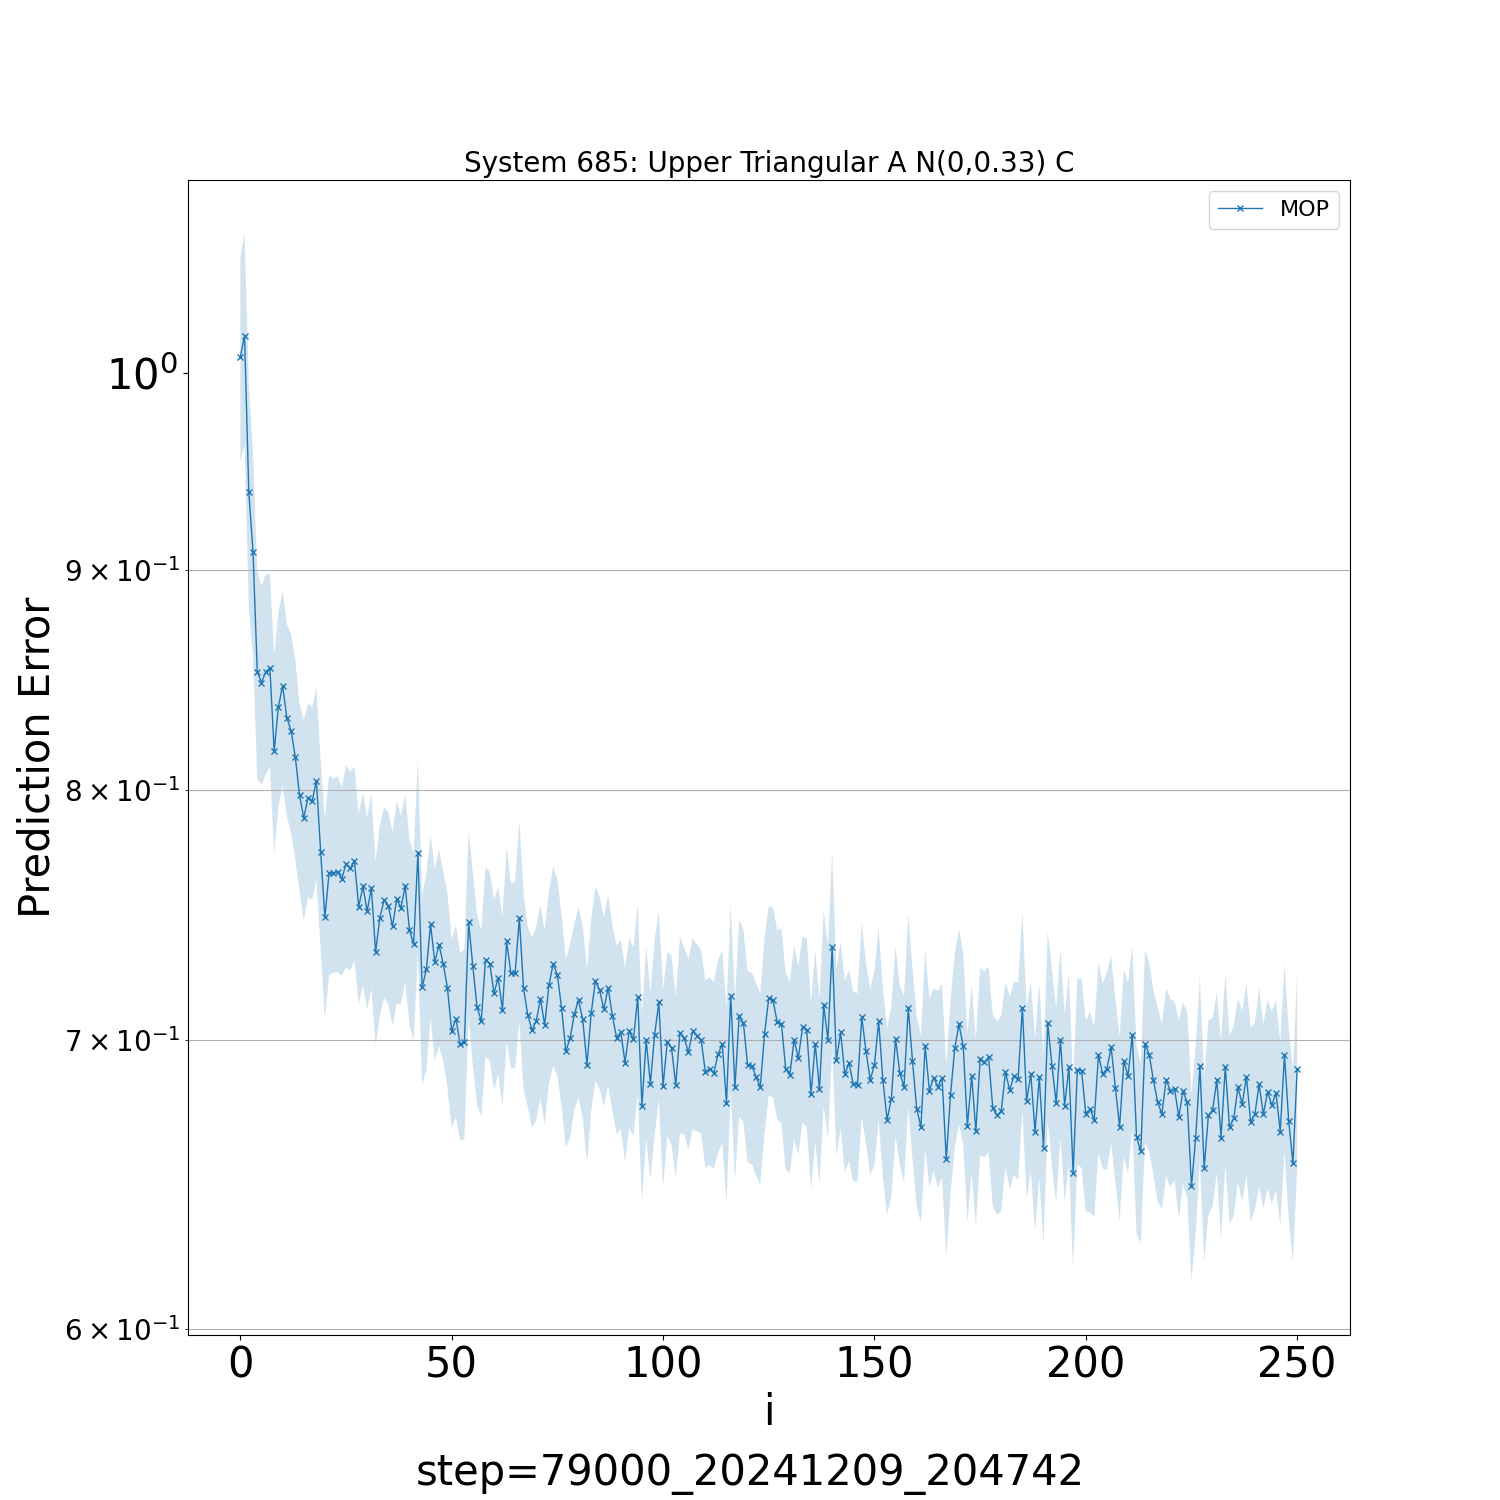 System 685: Upper Triangular A N(0,0.33) C
MOP
10⁰
9 × 10⁻¹
8 × 10⁻¹
7 × 10⁻¹
6 × 10⁻¹
Prediction Error
0 50 100 150 200 250
i
step=79000_20241209_204742